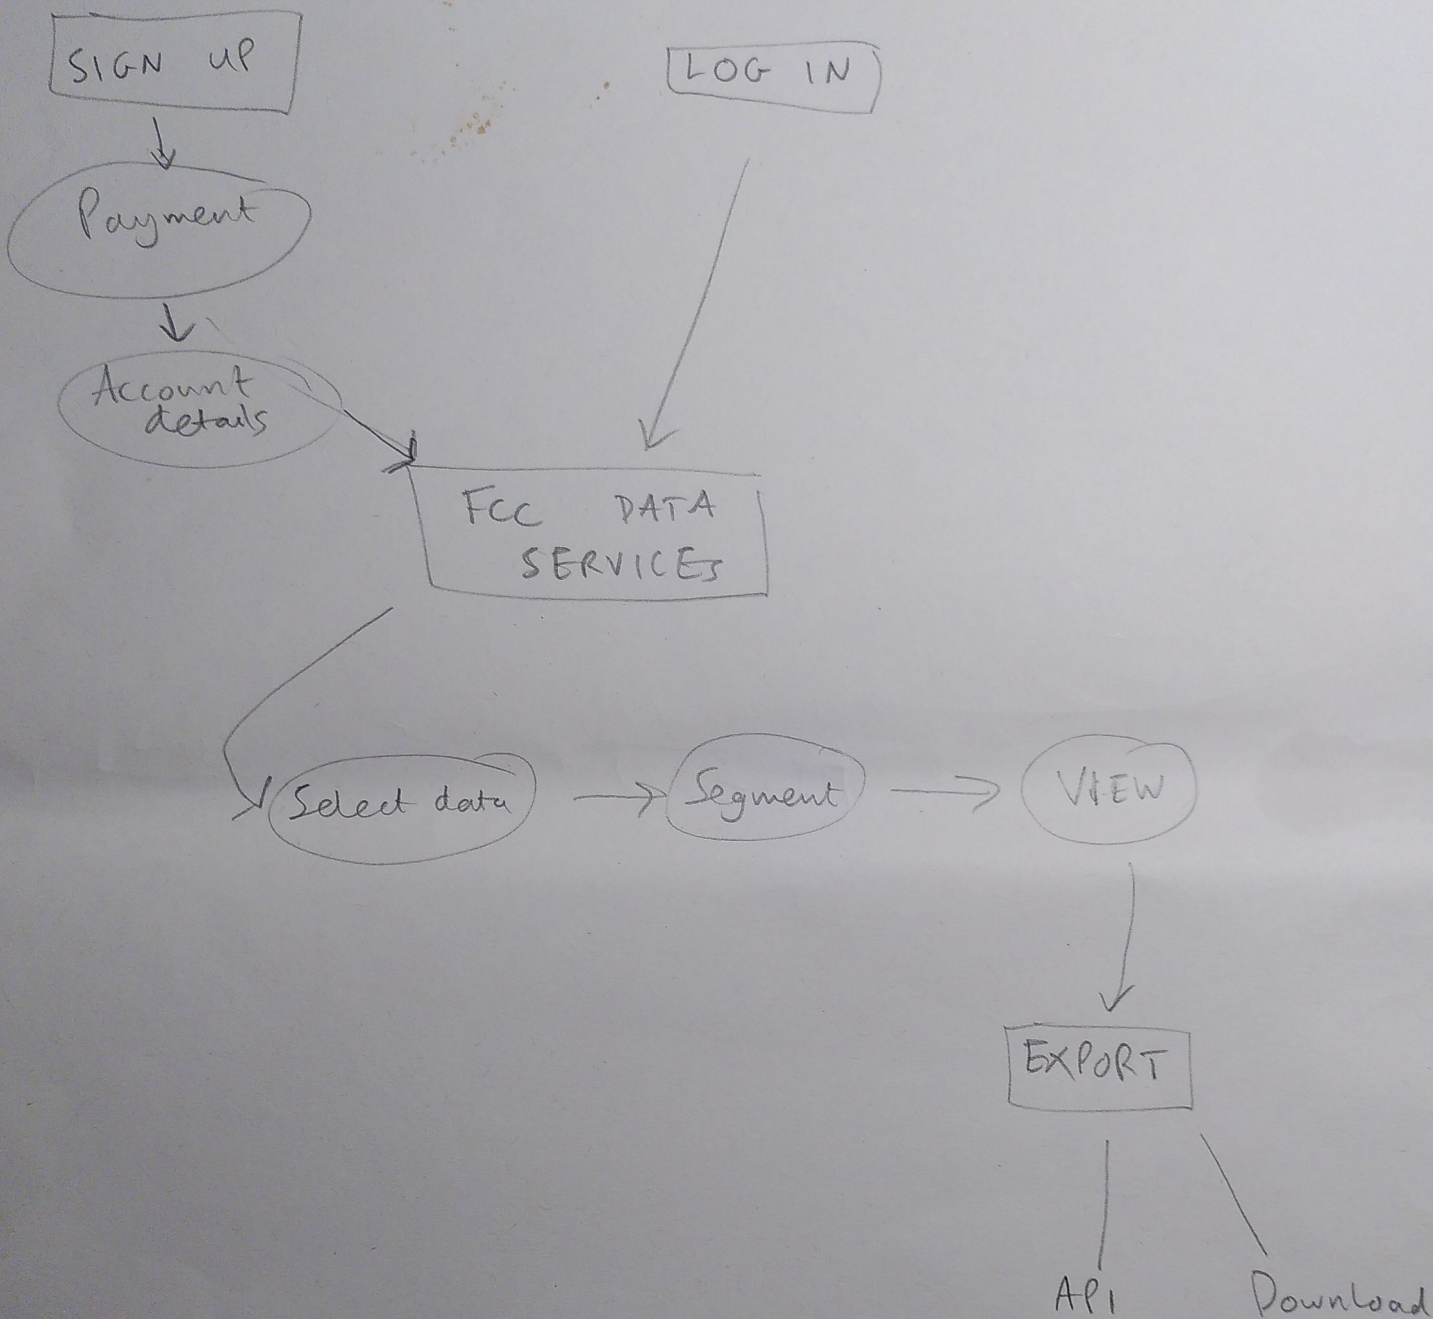 SIGN UP
LOG IN
Payment
Account
details
FCC DATA
SERVICES
Select data
Segment
VIEW
EXPORT
API
Download